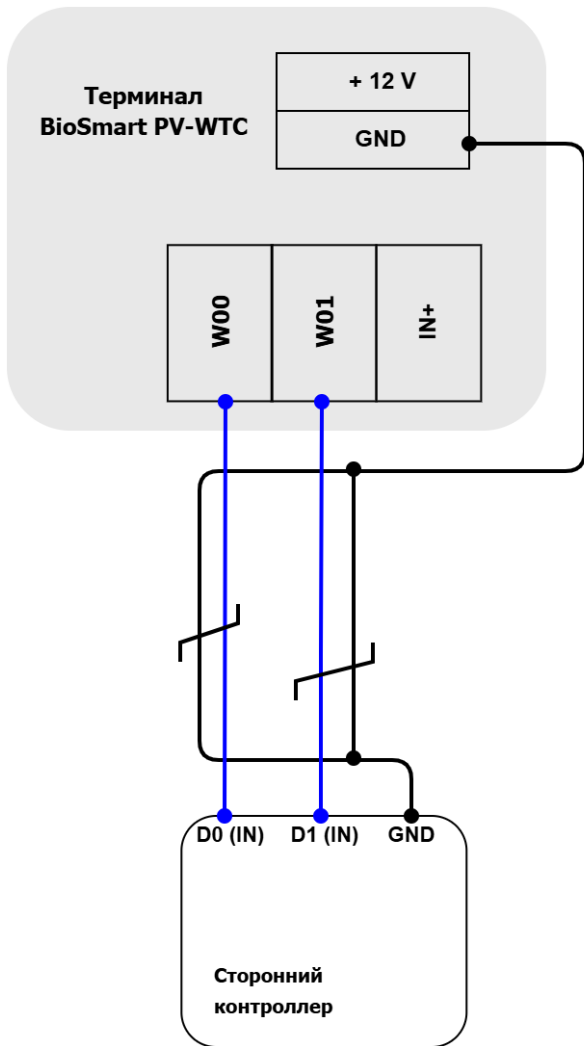 Терминал
BioSmart PV-WTC
+ 12 V
GND
W00
W01
IN+
D0 (IN)
D1 (IN)
GND
Сторонний
контроллер